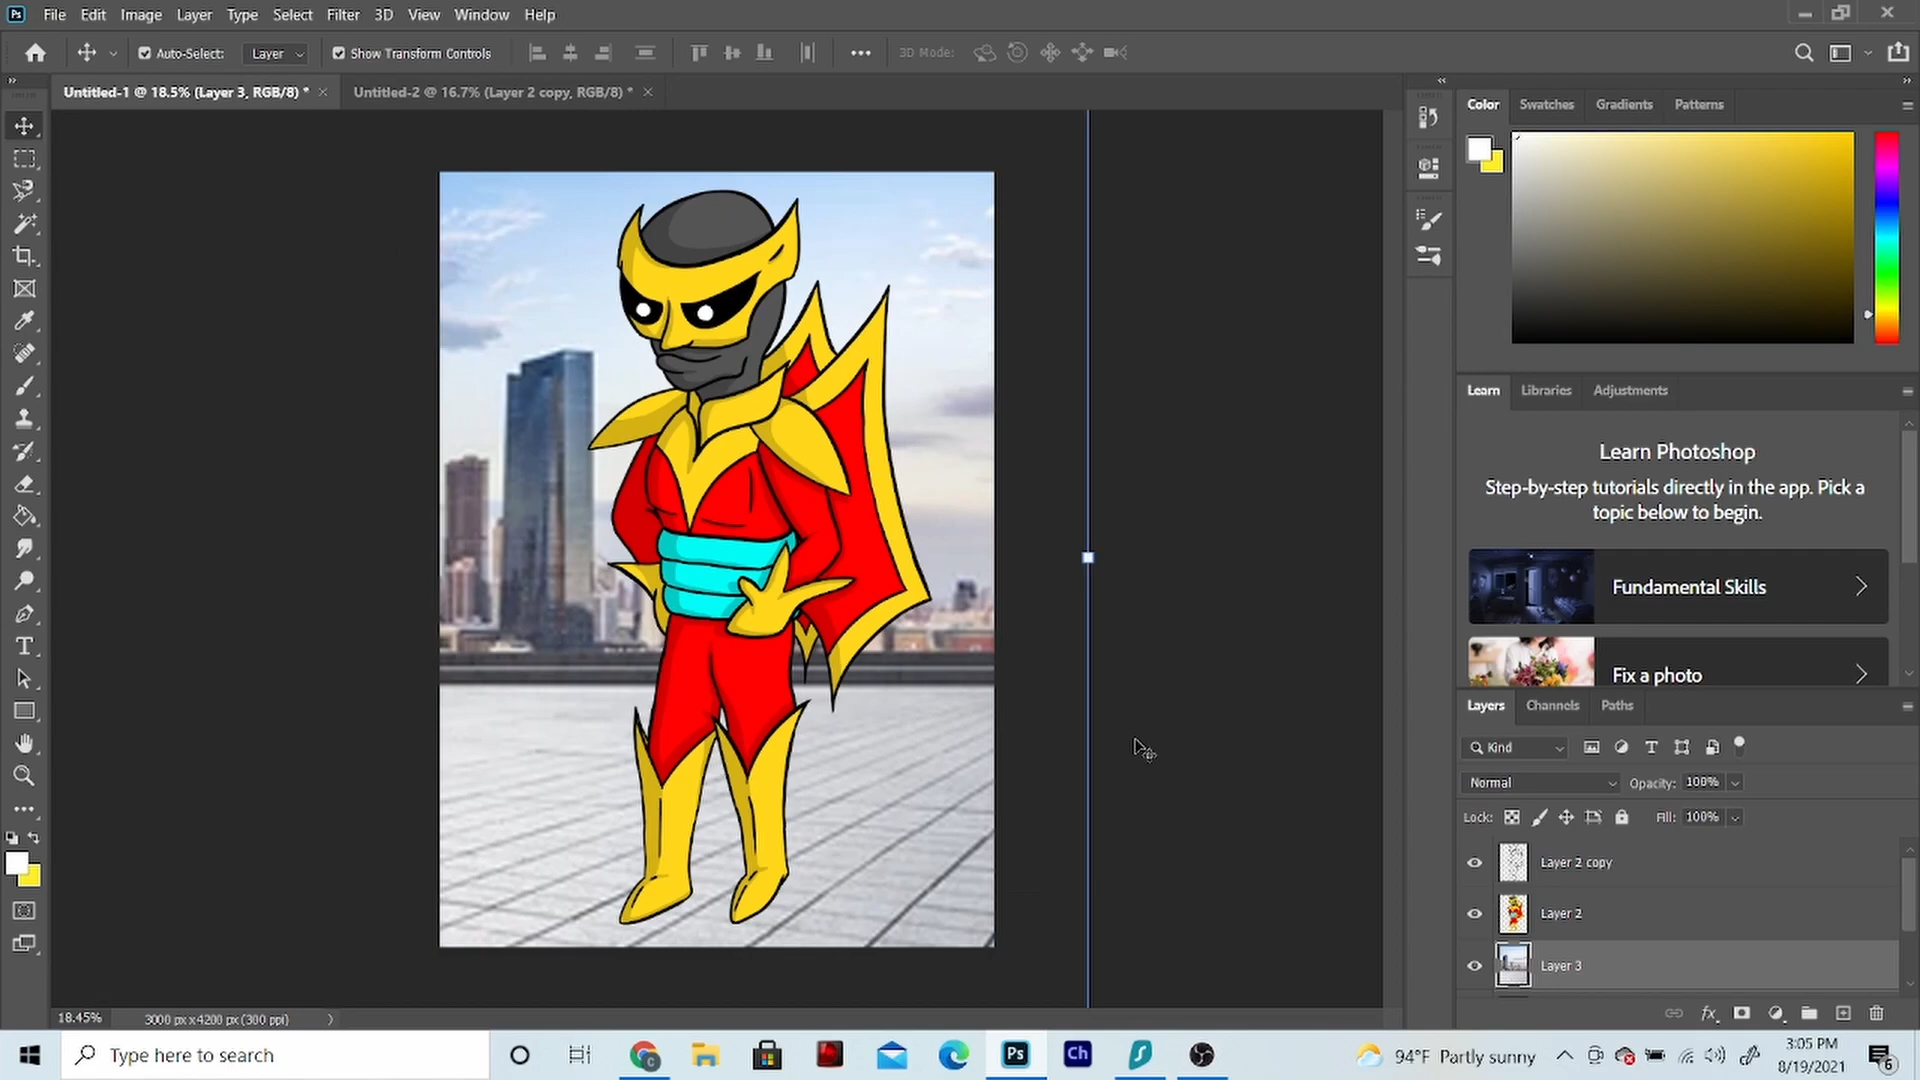 Ps File Edit Image Layer Type Select Filter 3D View Window Help
Auto-Select: Layer Show Transform Controls 3D Mode:
Untitled-1 @ 18.5% (Layer 3, RGB/8) * Untitled-2 @ 16.7% (Layer 2 copy, RGB/8) *
Color Swatches Gradients Patterns
Learn Libraries Adjustments
Learn Photoshop
Step-by-step tutorials directly in the app. Pick a
topic below to begin.
Fundamental Skills
Fix a photo
Layers Channels Paths
Kind
Normal Opacity: 100%
Lock: Fill: 100%
Layer 2 copy
Layer 2
Layer 3
fx
18.45% 3000 px x 4200 px (300 ppi)
Type here to search
C
Ps
Ch
94°F Partly sunny
3:05 PM
8/19/2021
6